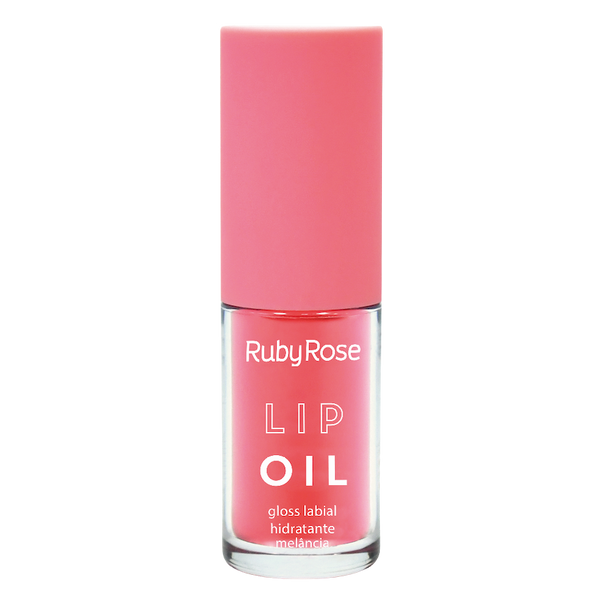 RubyRose
LIP
OIL
gloss labial
hidratante
melância